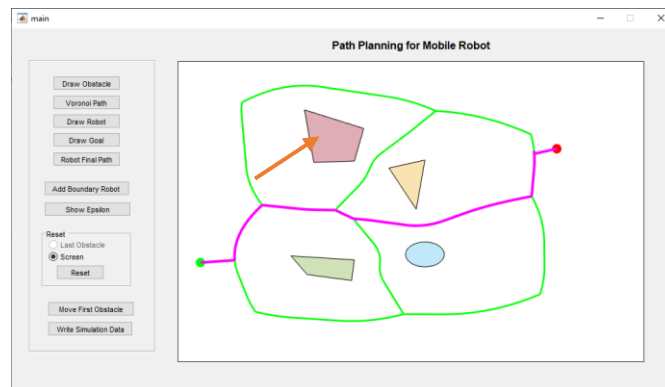 main
Path Planning for Mobile Robot
Draw Obstacle
Voronoi Path
Draw Robot
Draw Goal
Robot Final Path
Add Boundary Robot
Show Epsilon
Reset
Last Obstacle
Screen
Reset
Move First Obstacle
Write Simulation Data